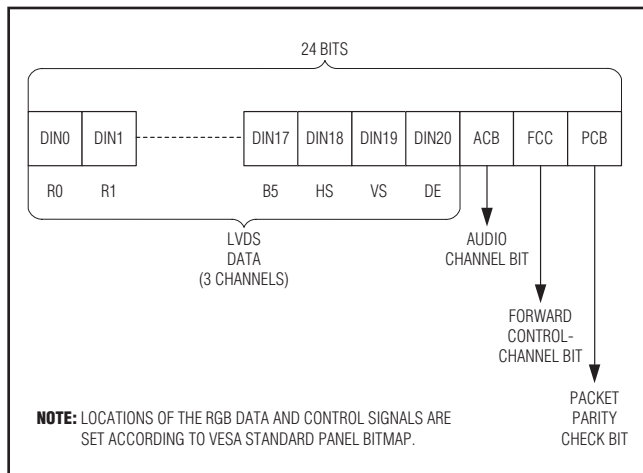 24 BITS
DIN0 DIN1 DIN17 DIN18 DIN19 DIN20 ACB FCC PCB
R0 R1 B5 HS VS DE
LVDS
DATA
(3 CHANNELS)
AUDIO
CHANNEL BIT
FORWARD
CONTROL-
CHANNEL BIT
PACKET
PARITY
CHECK BIT
NOTE: LOCATIONS OF THE RGB DATA AND CONTROL SIGNALS ARE
SET ACCORDING TO VESA STANDARD PANEL BITMAP.